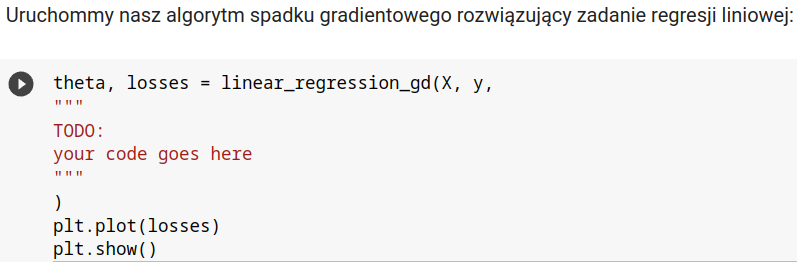 Uruchommy nasz algorytm spadku gradientowego rozwiązujący zadanie regresji liniowej:
theta, losses = linear_regression_gd(X, y,
"""
TODO:
your code goes here
"""
)
plt.plot(losses)
plt.show()